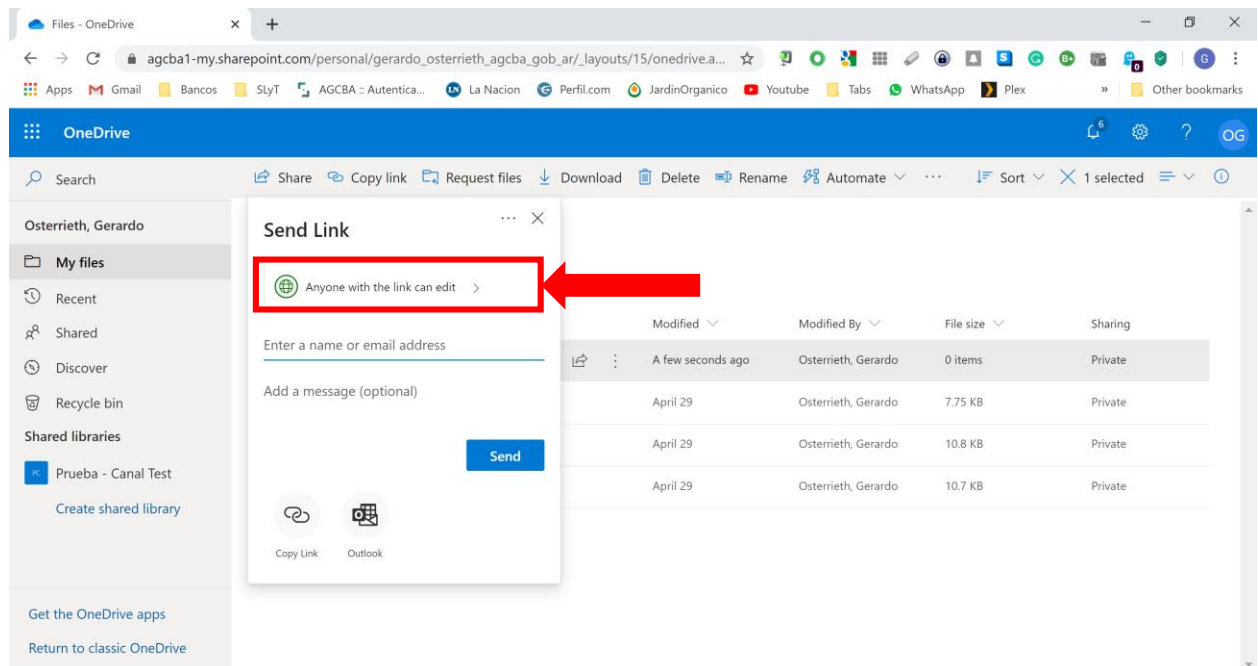 Files - OneDrive
agcba1-my.sharepoint.com/personal/gerardo_osterrieth_agcba_gob_ar/_layouts/15/onedrive.a...
Apps Gmail Bancos SLyT AGCBA :: Autentica... La Nacion Perfil.com JardinOrganico Youtube Tabs WhatsApp Plex » Other bookmarks
OneDrive 6 ? OG
Search Share Copy link Request files Download Delete Rename Automate ... Sort 1 selected
Osterrieth, Gerardo
My files
Recent
Shared
Discover
Recycle bin
Shared libraries
PC Prueba - Canal Test
Create shared library
Get the OneDrive apps
Return to classic OneDrive
Send Link
Anyone with the link can edit
Enter a name or email address
Add a message (optional)
Send
Copy Link Outlook
Modified Modified By File size Sharing
A few seconds ago Osterrieth, Gerardo 0 items Private
April 29 Osterrieth, Gerardo 7.75 KB Private
April 29 Osterrieth, Gerardo 10.8 KB Private
April 29 Osterrieth, Gerardo 10.7 KB Private